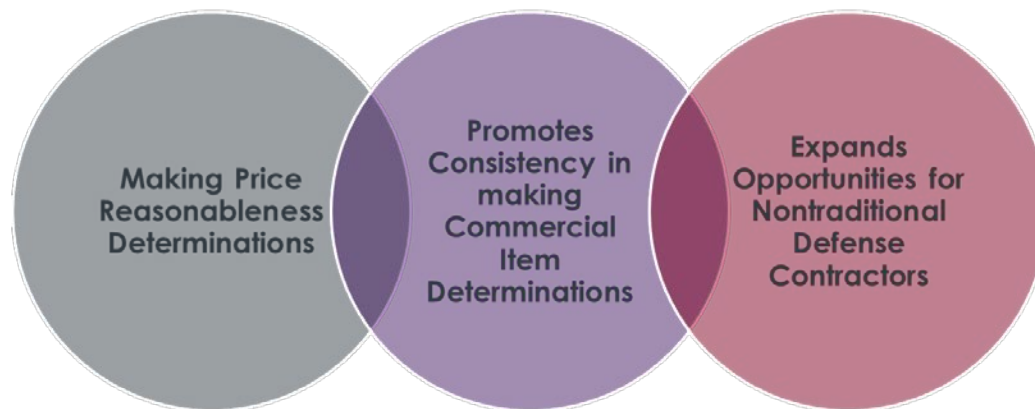 Making Price
Reasonableness
Determinations
Promotes
Consistency in
making
Commercial
Item
Determinations
Expands
Opportunities for
Nontraditional
Defense
Contractors